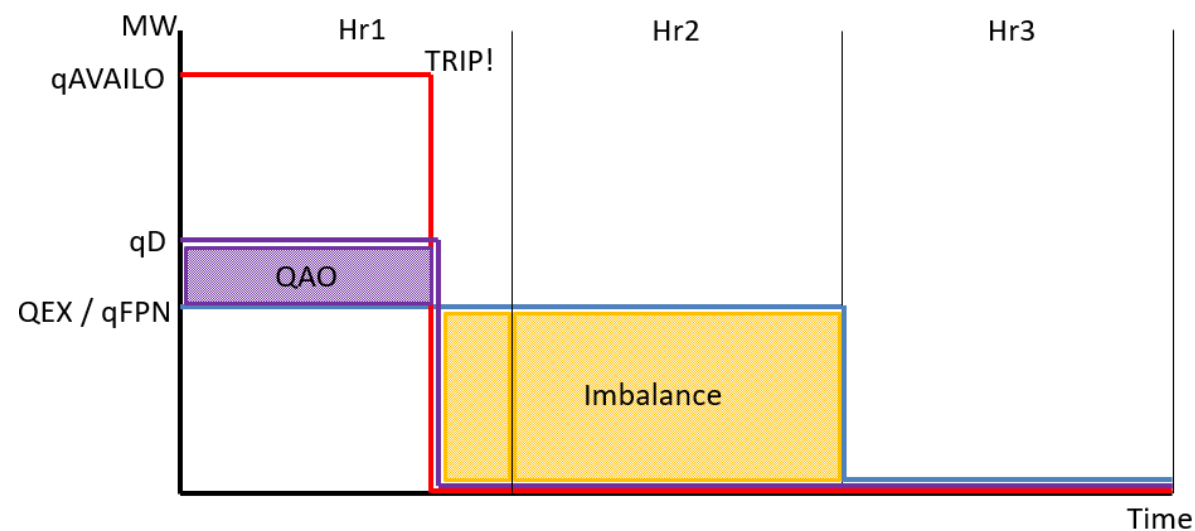 MW
Hr1
Hr2
Hr3
TRIP!
qAVAILO
qD
QAO
QEX / qFPN
Imbalance
Time